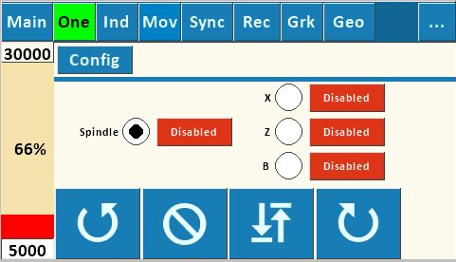 Main One Ind Mov Sync Rec Grk Geo ...
30000
Config
X Disabled
Spindle Disabled
Z Disabled
66%
B Disabled
5000